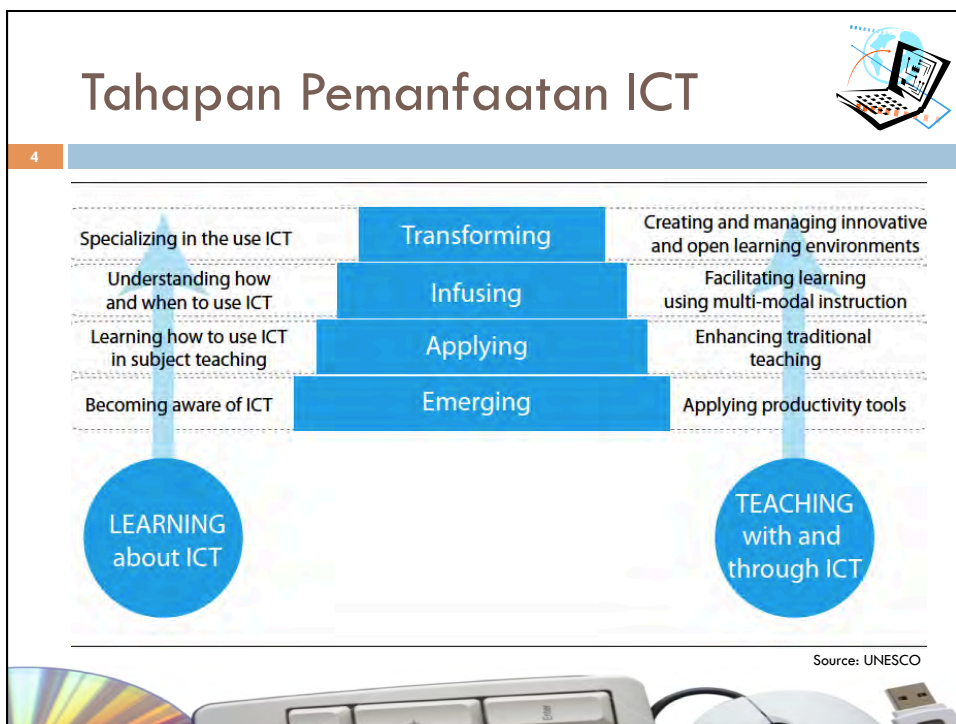 Tahapan Pemanfaatan ICT
4
Specializing in the use ICT
Transforming
Creating and managing innovative
and open learning environments
Understanding how
and when to use ICT
Infusing
Facilitating learning
using multi-modal instruction
Learning how to use ICT
in subject teaching
Applying
Enhancing traditional
teaching
Becoming aware of ICT
Emerging
Applying productivity tools
LEARNING
about ICT
TEACHING
with and
through ICT
Source: UNESCO
Enter